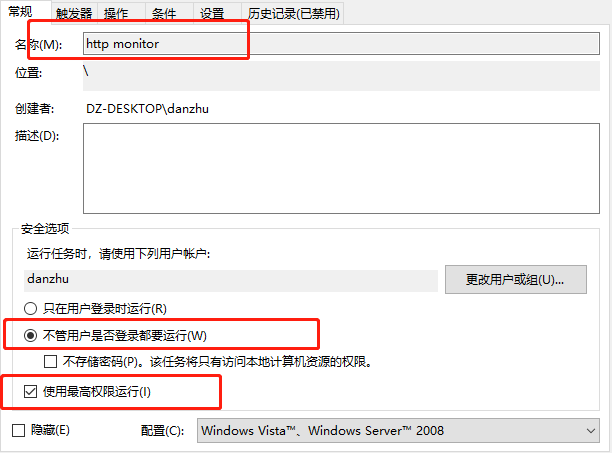 常规 触发器 操作 条件 设置 历史记录(已禁用)
名称(M): http monitor
位置: \
创建者: DZ-DESKTOP\danzhu
描述(D):
安全选项
运行任务时，请使用下列用户帐户:
danzhu 更改用户或组(U)...
只在用户登录时运行(R)
不管用户是否登录都要运行(W)
不存储密码(P)。该任务将只有访问本地计算机资源的权限。
使用最高权限运行(I)
隐藏(E) 配置(C): Windows Vista™、Windows Server™ 2008